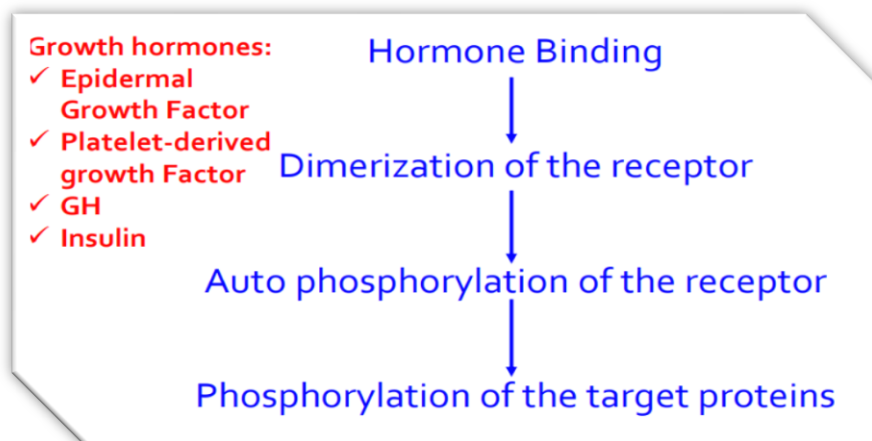 Growth hormones:
✓ Epidermal
Growth Factor
✓ Platelet-derived
growth Factor
✓ GH
✓ Insulin
Hormone Binding
Dimerization of the receptor
Auto phosphorylation of the receptor
Phosphorylation of the target proteins